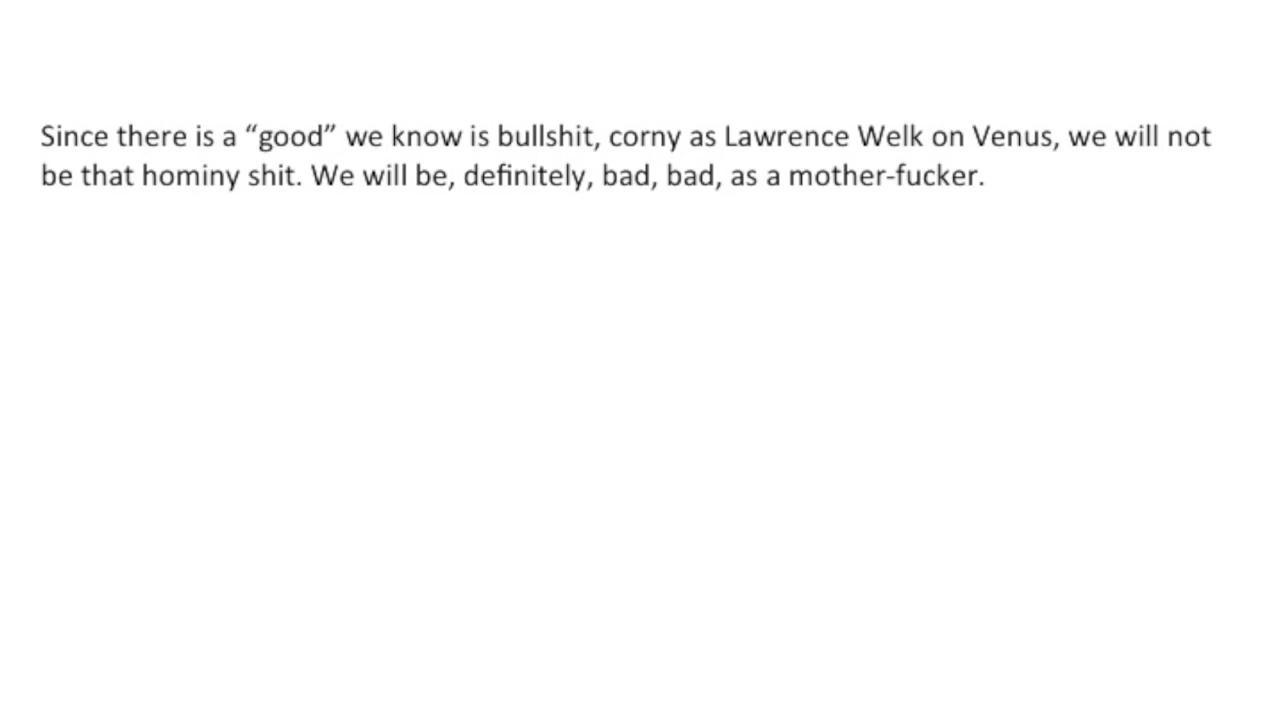 Since there is a “good” we know is bullshit, corny as Lawrence Welk on Venus, we will not
be that hominy shit. We will be, definitely, bad, bad, as a mother-fucker.